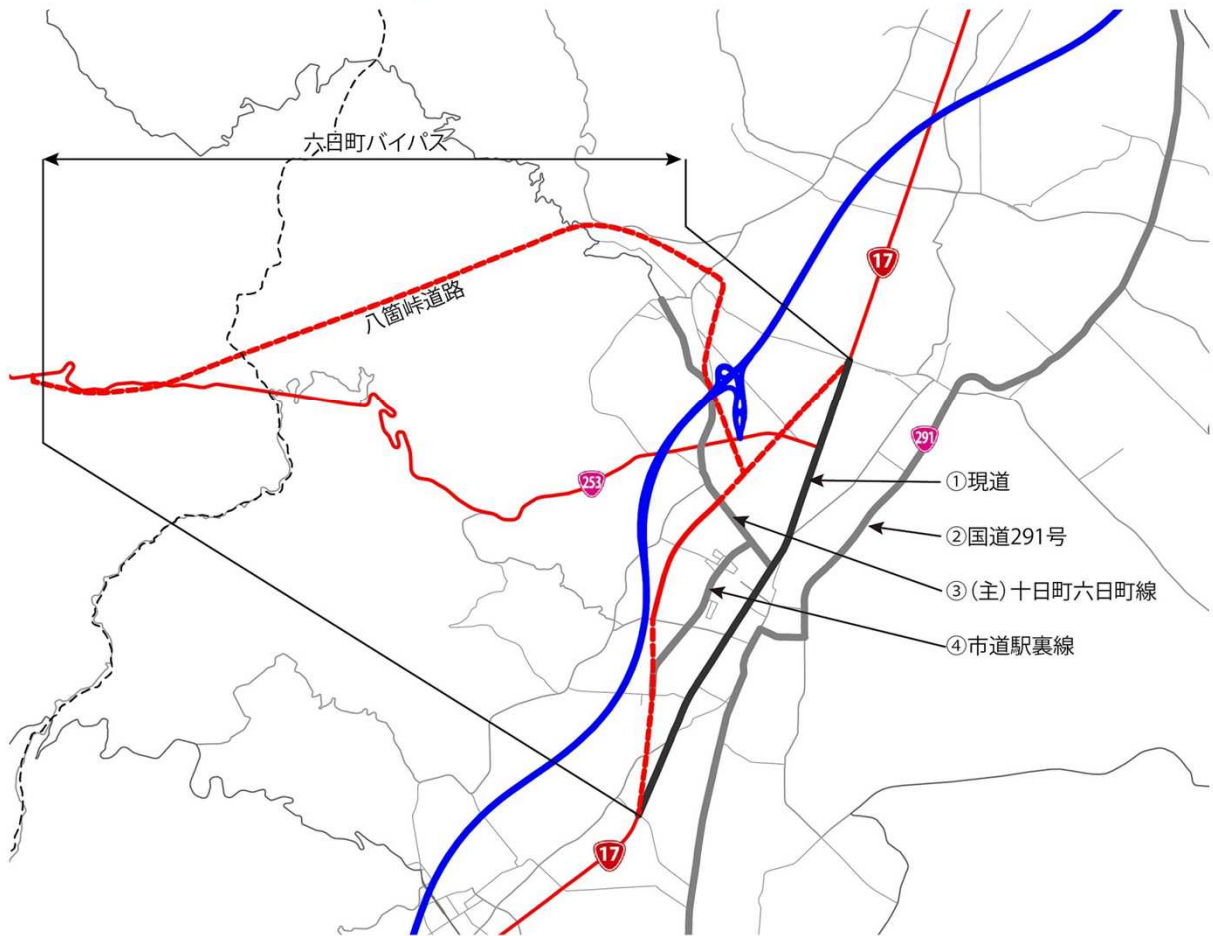 六日町バイパス
17
八箇峠道路
291
253
①現道
②国道291号
③(主)十日町六日町線
④市道駅裏線
17